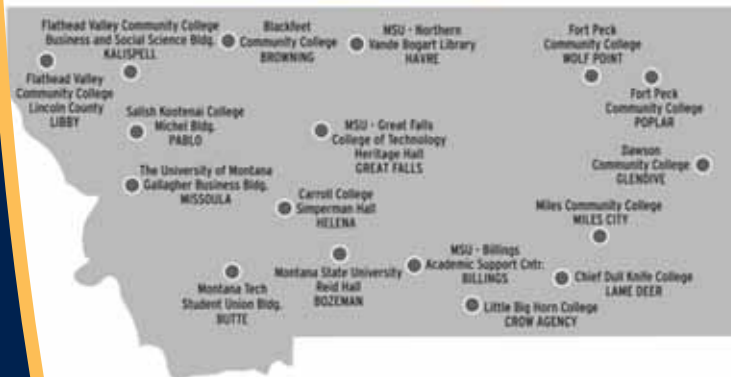 Flathead Valley Community College
Business and Social Science Bldg.
KALISPELL
Blackfeet
Community College
BROWNING
MSU - Northern
Vande Bogart Library
HAVRE
Fort Peck
Community College
WOLF POINT
Flathead Valley
Community College
Lincoln County
LIBBY
Fort Peck
Community College
POPLAR
Salish Kootenai College
Michel Bldg.
PABLO
MSU - Great Falls
College of Technology
Heritage Hall
GREAT FALLS
Dawson
Community College
GLENDIVE
The University of Montana
Gallagher Business Bldg.
MISSOULA
Carroll College
Simperman Hall
HELENA
Miles Community College
MILES CITY
MSU - Billings
Academic Support Cntr.
BILLINGS
Montana State University
Reid Hall
BOZEMAN
Montana Tech
Student Union Bldg.
BUTTE
Chief Dull Knife College
LAME DEER
Little Big Horn College
CROW AGENCY